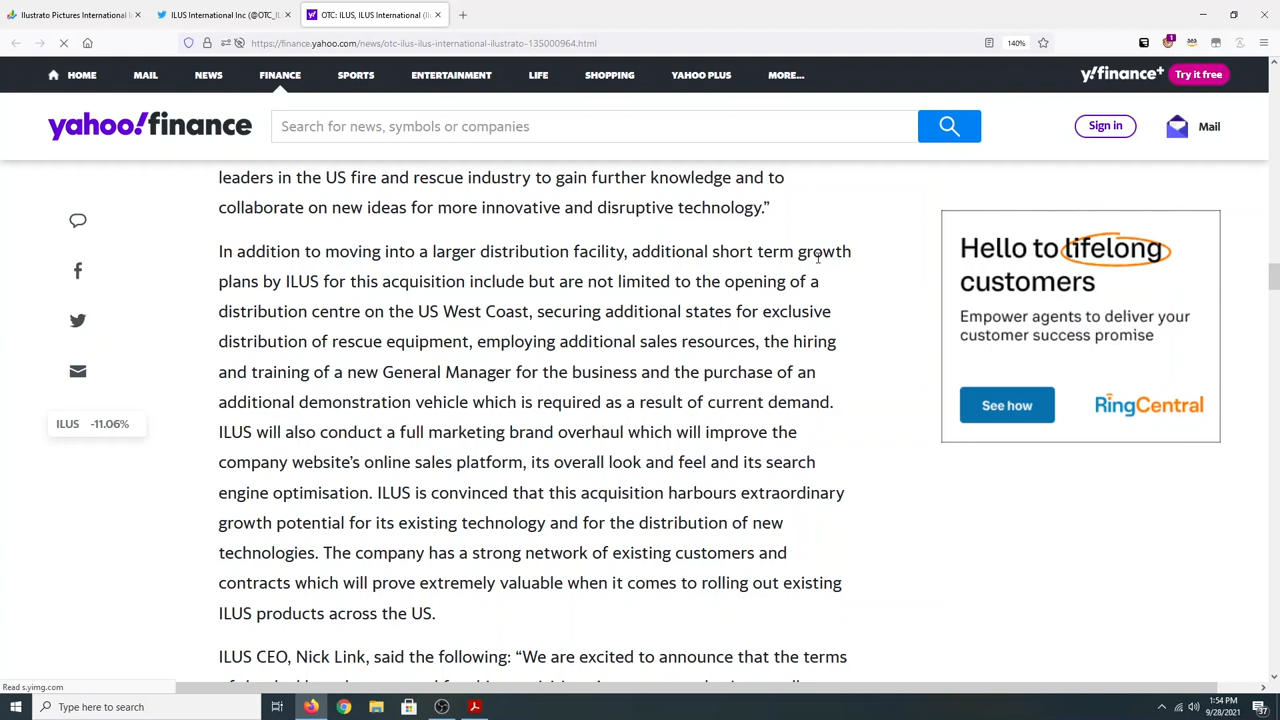 Ilustrato Pictures International
ILUS International Inc (@OTC_IL
OTC: ILUS, ILUS International (Il
https://finance.yahoo.com/news/otc-ilus-ilus-international-ilustrato-135000964.html
140%
HOME MAIL NEWS FINANCE SPORTS ENTERTAINMENT LIFE SHOPPING YAHOO PLUS MORE...
y!finance+ Try it free
yahoo!finance
Search for news, symbols or companies
Sign in
Mail
leaders in the US fire and rescue industry to gain further knowledge and to
collaborate on new ideas for more innovative and disruptive technology.”
In addition to moving into a larger distribution facility, additional short term growth
plans by ILUS for this acquisition include but are not limited to the opening of a
distribution centre on the US West Coast, securing additional states for exclusive
distribution of rescue equipment, employing additional sales resources, the hiring
and training of a new General Manager for the business and the purchase of an
additional demonstration vehicle which is required as a result of current demand.
ILUS will also conduct a full marketing brand overhaul which will improve the
company website’s online sales platform, its overall look and feel and its search
engine optimisation. ILUS is convinced that this acquisition harbours extraordinary
growth potential for its existing technology and for the distribution of new
technologies. The company has a strong network of existing customers and
contracts which will prove extremely valuable when it comes to rolling out existing
ILUS products across the US.
ILUS CEO, Nick Link, said the following: “We are excited to announce that the terms
ILUS -11.06%
Hello to lifelong
customers
Empower agents to deliver your
customer success promise
See how
RingCentral
Read s.yimg.com
Type here to search
1:54 PM
9/28/2021
37